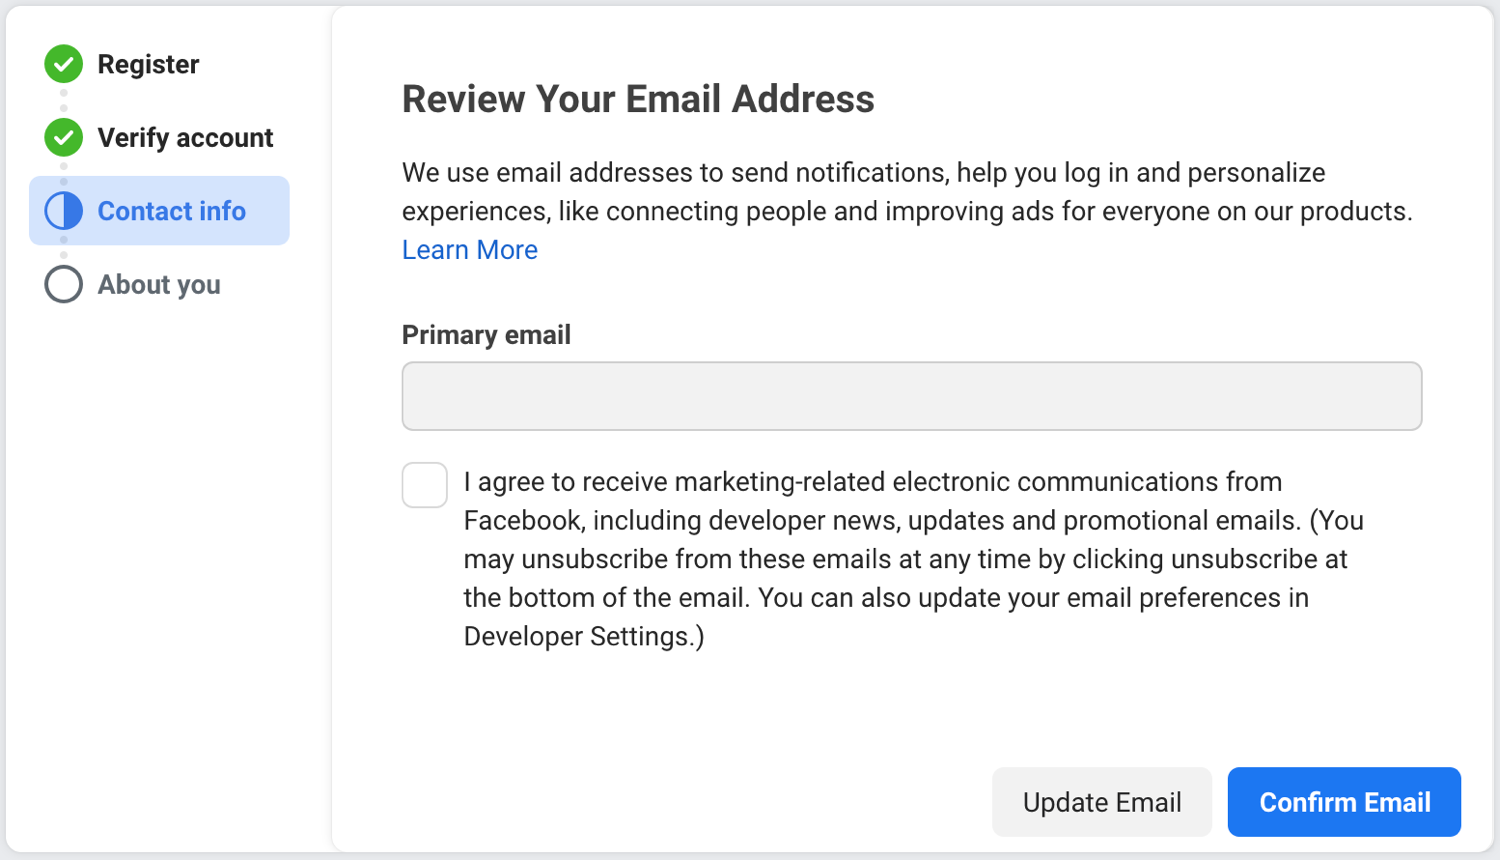 Register
Verify account
Contact info
About you
Review Your Email Address
We use email addresses to send notifications, help you log in and personalize
experiences, like connecting people and improving ads for everyone on our products.
Learn More
Primary email
I agree to receive marketing-related electronic communications from
Facebook, including developer news, updates and promotional emails. (You
may unsubscribe from these emails at any time by clicking unsubscribe at
the bottom of the email. You can also update your email preferences in
Developer Settings.)
Update Email
Confirm Email